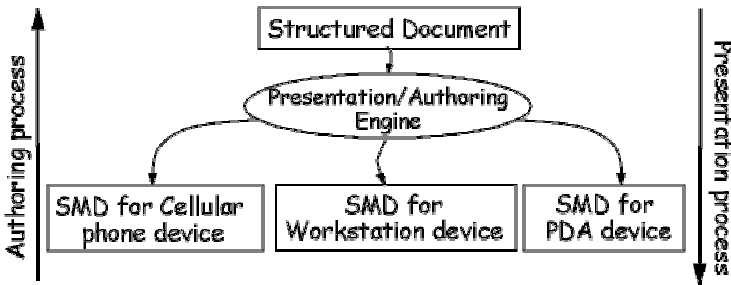 Structured Document
Authoring process
Presentation/Authoring
Engine
Presentation process
SMD for Cellular
phone device
SMD for
Workstation device
SMD for
PDA device